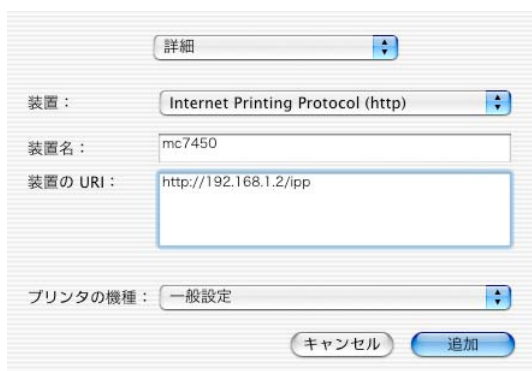 詳細
装置： Internet Printing Protocol (http)
装置名： mc7450
装置の URI： http://192.168.1.2/ipp
プリンタの機種： 一般設定
キャンセル 追加